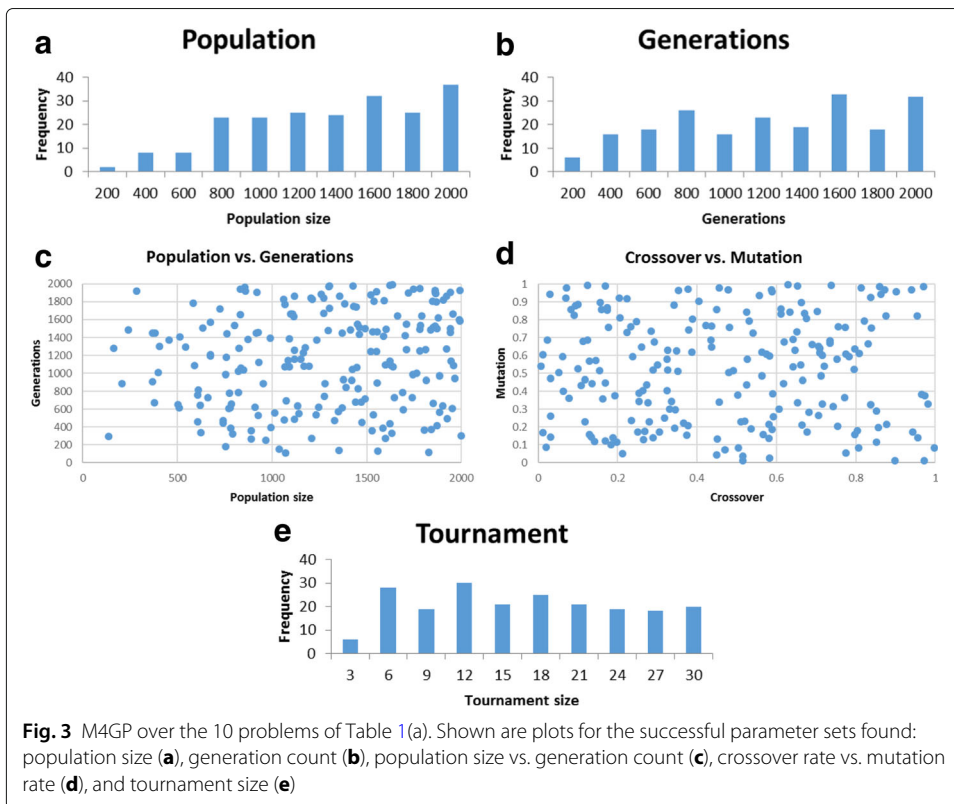 a
Population
Frequency
40
30
20
10
0
200 400 600 800 1000 1200 1400 1600 1800 2000
Population size
b
Generations
Frequency
40
30
20
10
0
200 400 600 800 1000 1200 1400 1600 1800 2000
Generations
c
Population vs. Generations
Generations
2000
1800
1600
1400
1200
1000
800
600
400
200
0
0 500 1000 1500 2000
Population size
d
Crossover vs. Mutation
Mutation
1
0.9
0.8
0.7
0.6
0.5
0.4
0.3
0.2
0.1
0
0 0.2 0.4 0.6 0.8 1
Crossover
e
Tournament
Frequency
40
30
20
10
0
3 6 9 12 15 18 21 24 27 30
Tournament size
Fig. 3 M4GP over the 10 problems of Table 1(a). Shown are plots for the successful parameter sets found:
population size (a), generation count (b), population size vs. generation count (c), crossover rate vs. mutation
rate (d), and tournament size (e)